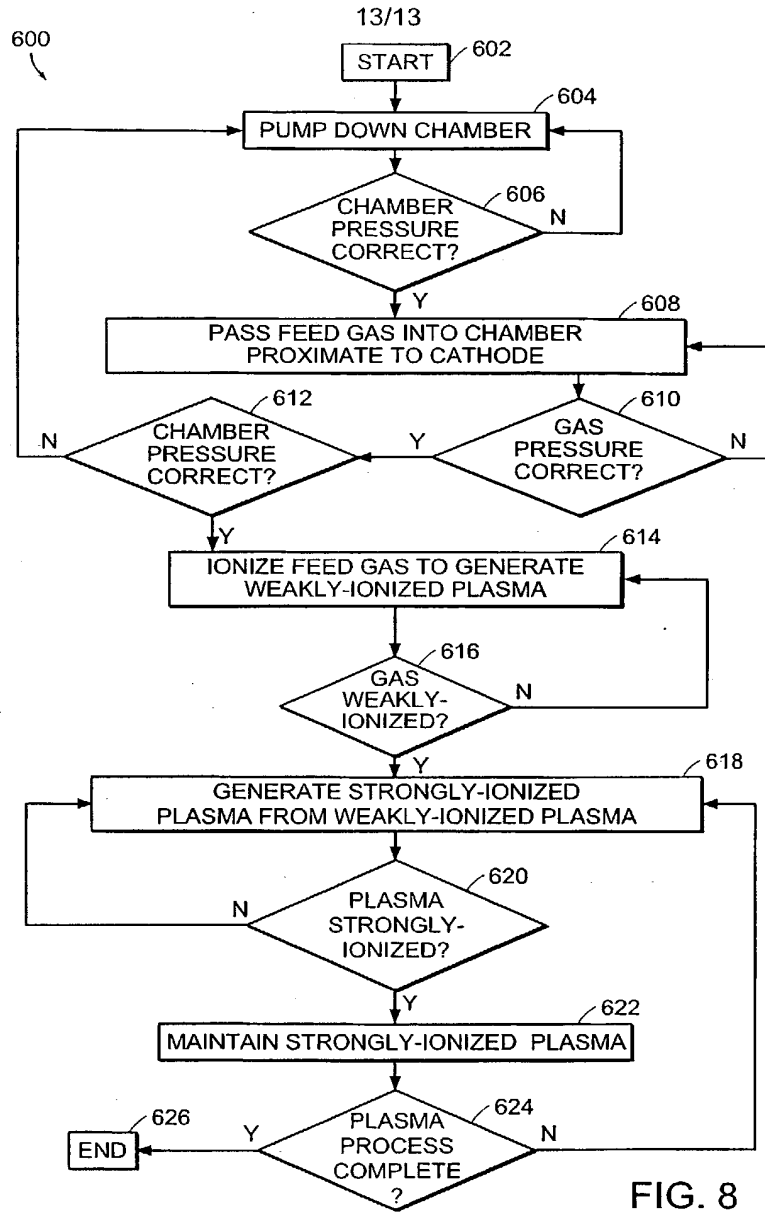 13/13
600
START
602
PUMP DOWN CHAMBER
604
CHAMBER
PRESSURE
CORRECT?
606
N
Y
PASS FEED GAS INTO CHAMBER
PROXIMATE TO CATHODE
608
612
610
N
CHAMBER
PRESSURE
CORRECT?
Y
GAS
PRESSURE
CORRECT?
N
Y
IONIZE FEED GAS TO GENERATE
WEAKLY-IONIZED PLASMA
614
GAS
WEAKLY-
IONIZED?
616
N
Y
GENERATE STRONGLY-IONIZED
PLASMA FROM WEAKLY-IONIZED PLASMA
618
N
PLASMA
STRONGLY-
IONIZED?
620
Y
MAINTAIN STRONGLY-IONIZED PLASMA
622
626
END
Y
PLASMA
PROCESS
COMPLETE
?
624
N
FIG. 8